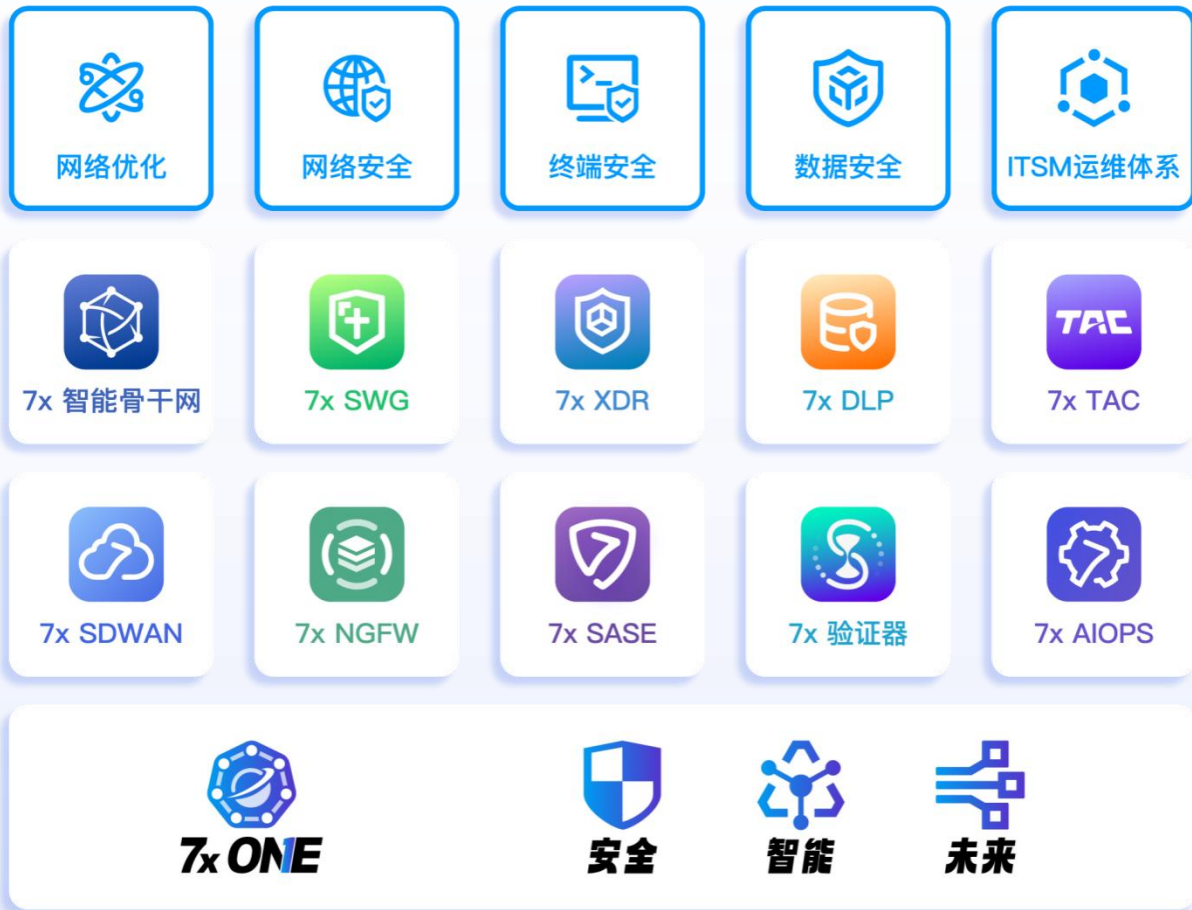 网络优化
网络安全
终端安全
数据安全
ITSM运维体系
7x 智能骨干网
7x SWG
7x XDR
7x DLP
TAC
7x TAC
7x SDWAN
7x NGFW
7x SASE
7x 验证器
7x AIOPS
7x ONE
安全
智能
未来